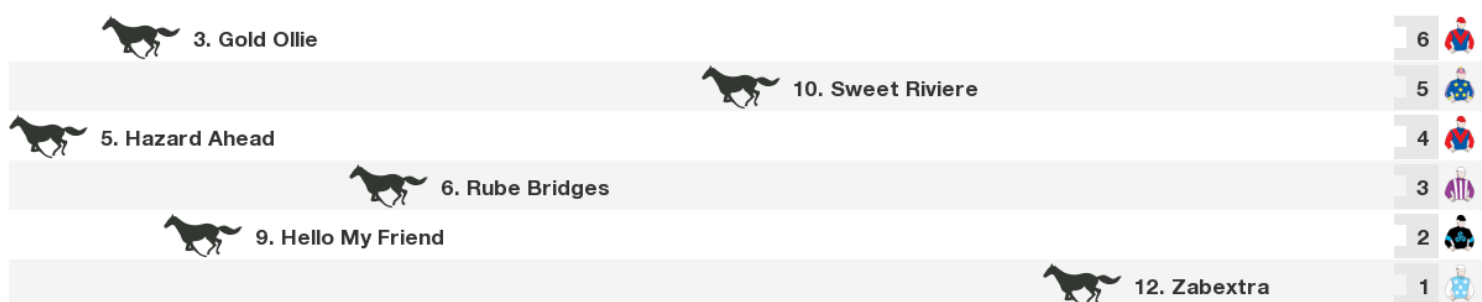 3. Gold Ollie 6
10. Sweet Riviere 5
5. Hazard Ahead 4
6. Rube Bridges 3
9. Hello My Friend 2
12. Zabextra 1